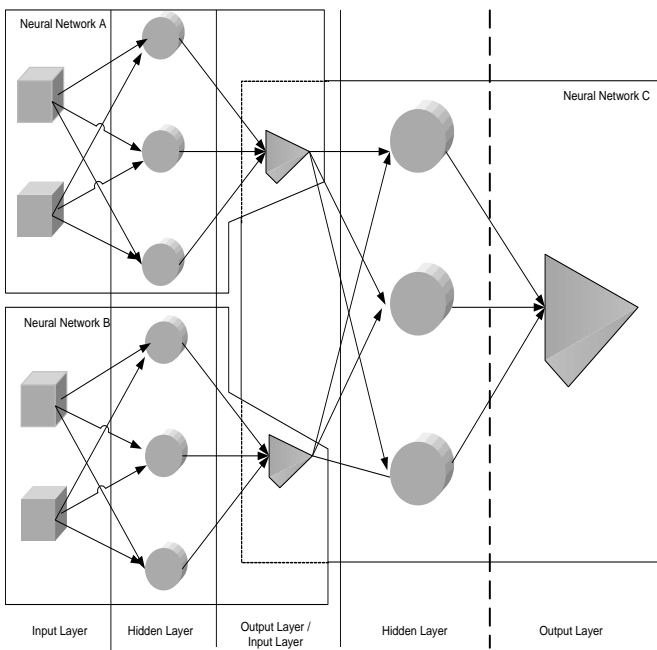 Neural Network A
Neural Network C
Neural Network B
Input Layer
Hidden Layer
Output Layer /
Input Layer
Hidden Layer
Output Layer